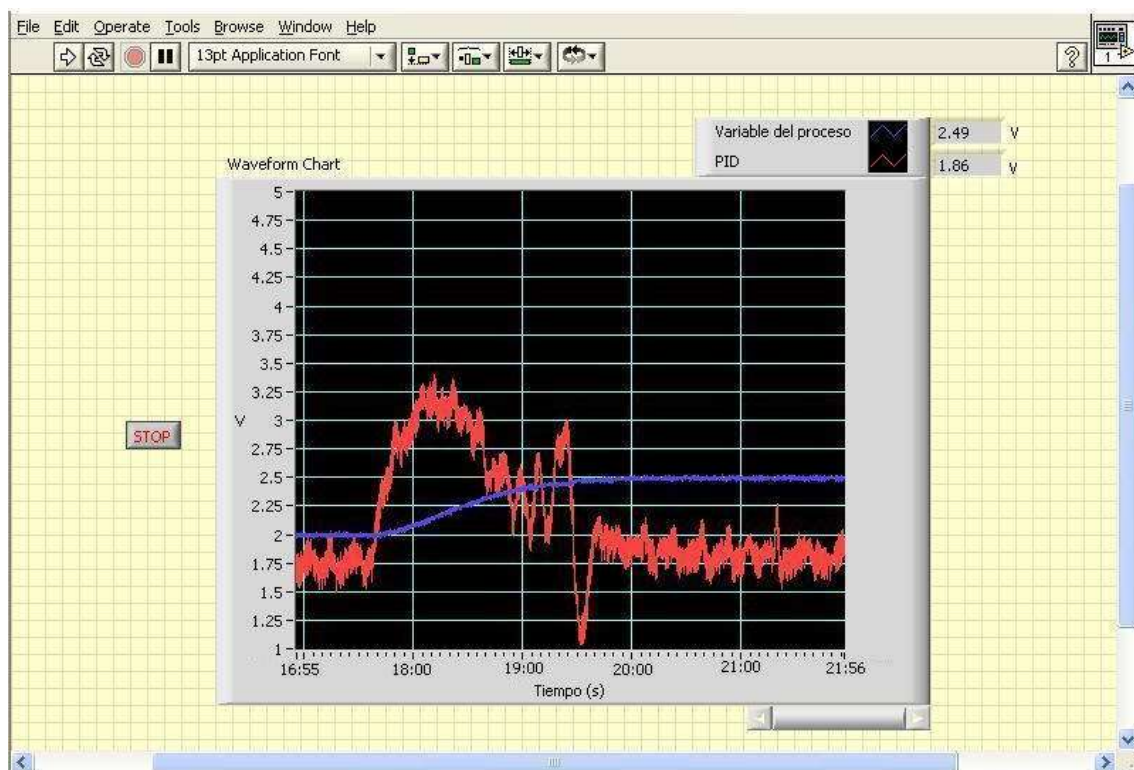 File Edit Operate Tools Browse Window Help
13pt Application Font
1
Variable del proceso 2.49 V
PID 1.86 V
Waveform Chart
5
4.75
4.5
4.25
4
3.75
3.5
3.25
V 3
2.75
2.5
2.25
2
1.75
1.5
1.25
1
STOP
16:55 18:00 19:00 20:00 21:00 21:56
Tiempo (s)